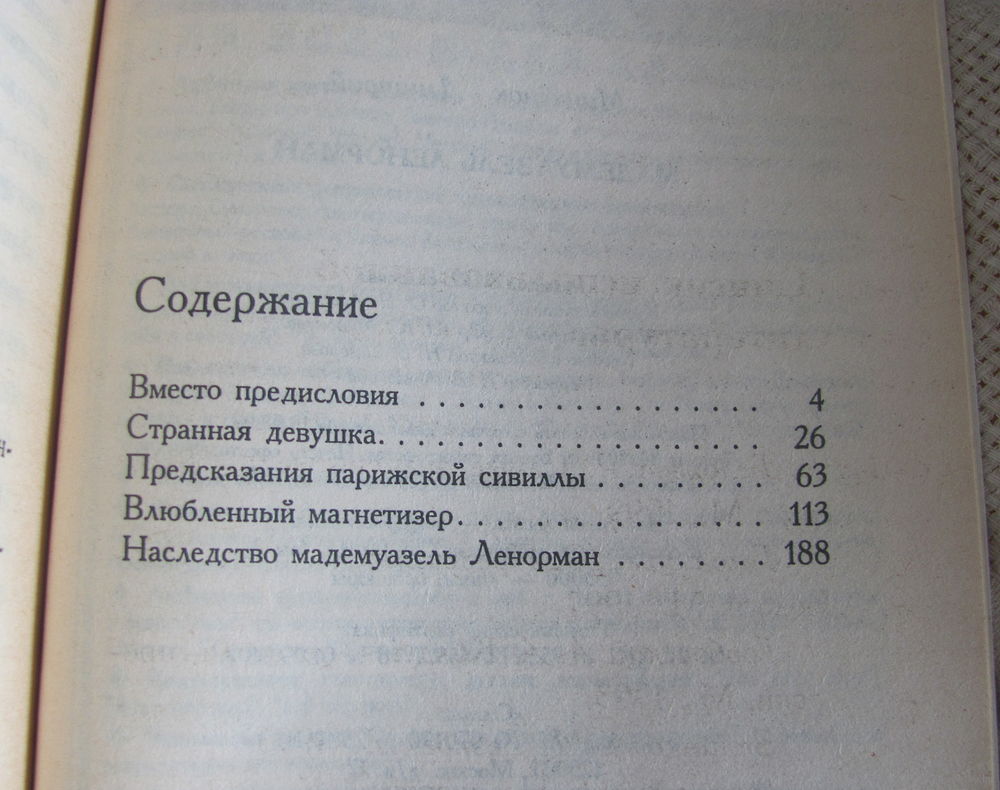 Содержание
Вместо предисловия . . . . . . . . . . . . . . . . . . 4
Странная девушка. . . . . . . . . . . . . . . . . . . . 26
Предсказания парижской сивиллы . . . . . . . . . 63
Влюбленный магнетизер. . . . . . . . . . . . . . . . 113
Наследство мадемуазель Ленорман . . . . . . . . 188